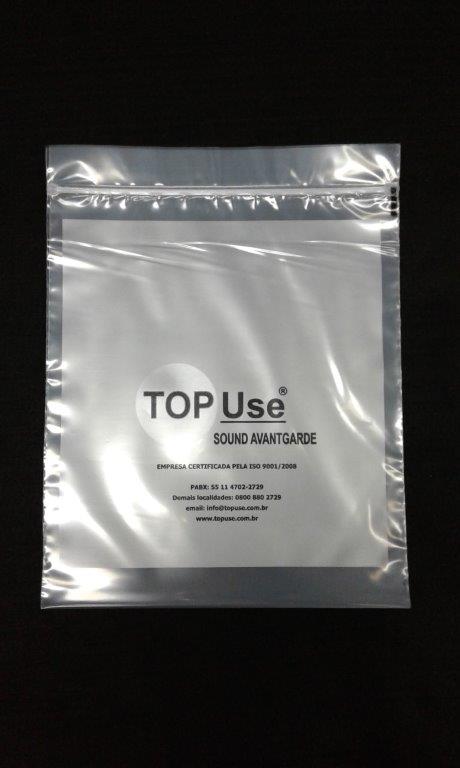 TOP Use®
SOUND AVANTGARDE
EMPRESA CERTIFICADA PELA ISO 9001/2008
PABX: 55 11 4702-2729
Demais localidades: 0800 880 2729
email: info@topuse.com.br
www.topuse.com.br